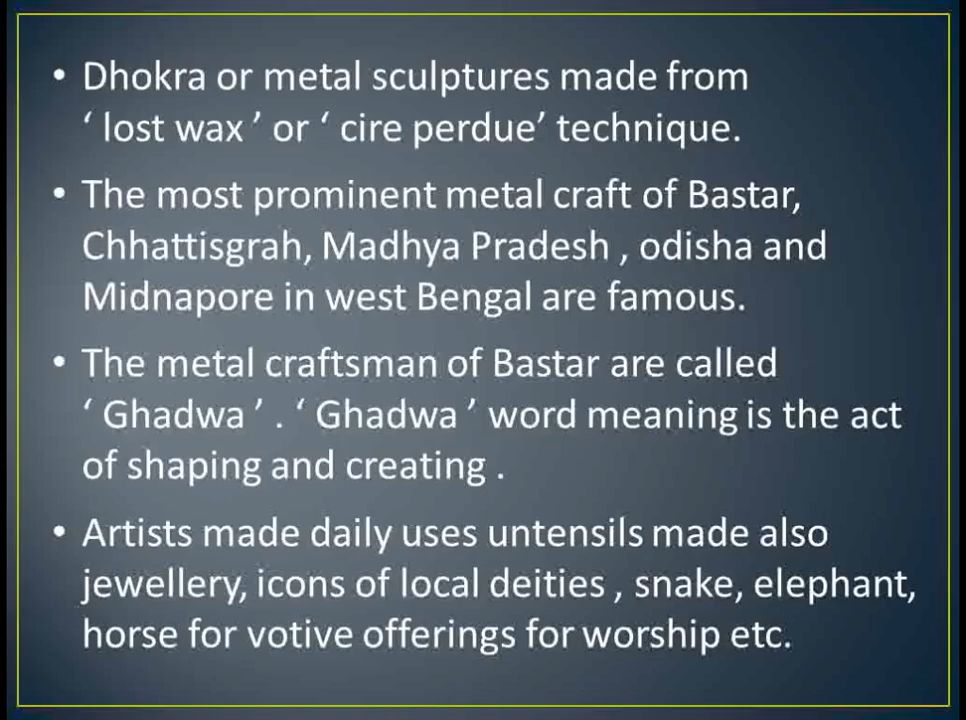 • Dhokra or metal sculptures made from
‘ lost wax ’ or ‘ cire perdue’ technique.
• The most prominent metal craft of Bastar,
Chhattisgrah, Madhya Pradesh , odisha and
Midnapore in west Bengal are famous.
• The metal craftsman of Bastar are called
‘ Ghadwa ’ . ‘ Ghadwa ’ word meaning is the act
of shaping and creating .
• Artists made daily uses untensils made also
jewellery, icons of local deities , snake, elephant,
horse for votive offerings for worship etc.